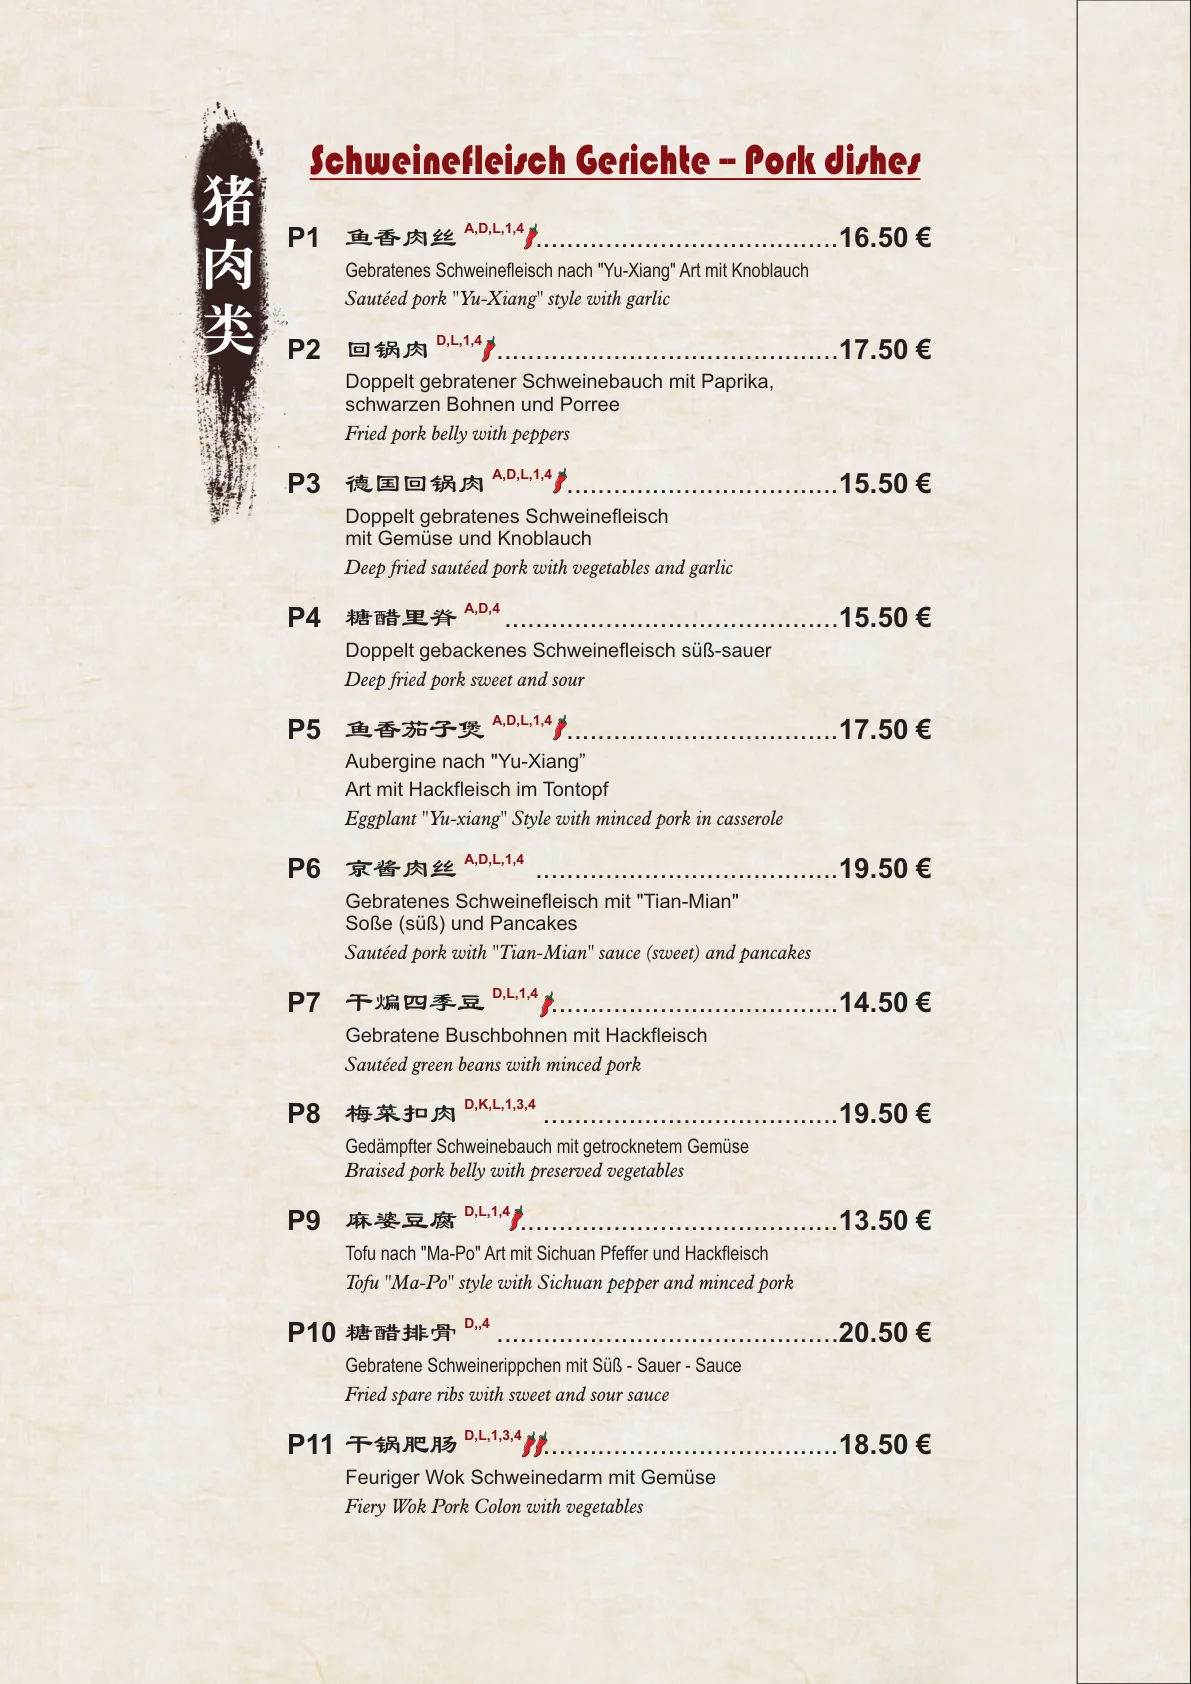 猪肉类
Schweinefleisch Gerichte – Pork dishes
P1 鱼香肉丝 A,D,L,1,4 ........................................ 16.50 €
Gebratenes Schweinefleisch nach "Yu-Xiang" Art mit Knoblauch
Sautéed pork "Yu-Xiang" style with garlic
P2 回锅肉 D,L,1,4 ............................................ 17.50 €
Doppelt gebratener Schweinebauch mit Paprika,
schwarzen Bohnen und Porree
Fried pork belly with peppers
P3 德国回锅肉 A,D,L,1,4 ................................... 15.50 €
Doppelt gebratenes Schweinefleisch
mit Gemüse und Knoblauch
Deep fried sautéed pork with vegetables and garlic
P4 糖醋里脊 A,D,4 ........................................... 15.50 €
Doppelt gebackenes Schweinefleisch süß-sauer
Deep fried pork sweet and sour
P5 鱼香茄子煲 A,D,L,1,4 ................................... 17.50 €
Aubergine nach "Yu-Xiang”
Art mit Hackfleisch im Tontopf
Eggplant "Yu-xiang" Style with minced pork in casserole
P6 京酱肉丝 A,D,L,1,4 ....................................... 19.50 €
Gebratenes Schweinefleisch mit "Tian-Mian"
Soße (süß) und Pancakes
Sautéed pork with "Tian-Mian" sauce (sweet) and pancakes
P7 干煸四季豆 D,L,1,4 ..................................... 14.50 €
Gebratene Buschbohnen mit Hackfleisch
Sautéed green beans with minced pork
P8 梅菜扣肉 D,K,L,1,3,4 ...................................... 19.50 €
Gedämpfter Schweinebauch mit getrocknetem Gemüse
Braised pork belly with preserved vegetables
P9 麻婆豆腐 D,L,1,4 ......................................... 13.50 €
Tofu nach "Ma-Po" Art mit Sichuan Pfeffer und Hackfleisch
Tofu "Ma-Po" style with Sichuan pepper and minced pork
P10 糖醋排骨 D,,4 ............................................ 20.50 €
Gebratene Schweinerippchen mit Süß - Sauer - Sauce
Fried spare ribs with sweet and sour sauce
P11 干锅肥肠 D,L,1,3,4 ...................................... 18.50 €
Feuriger Wok Schweinedarm mit Gemüse
Fiery Wok Pork Colon with vegetables